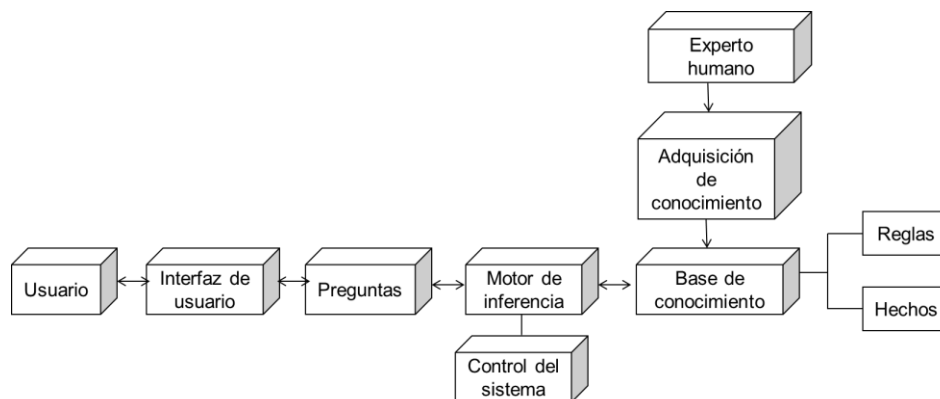 Experto
humano
Adquisición
de
conocimiento
Reglas
Usuario
Interfaz de
usuario
Preguntas
Motor de
inferencia
Base de
conocimiento
Hechos
Control del
sistema